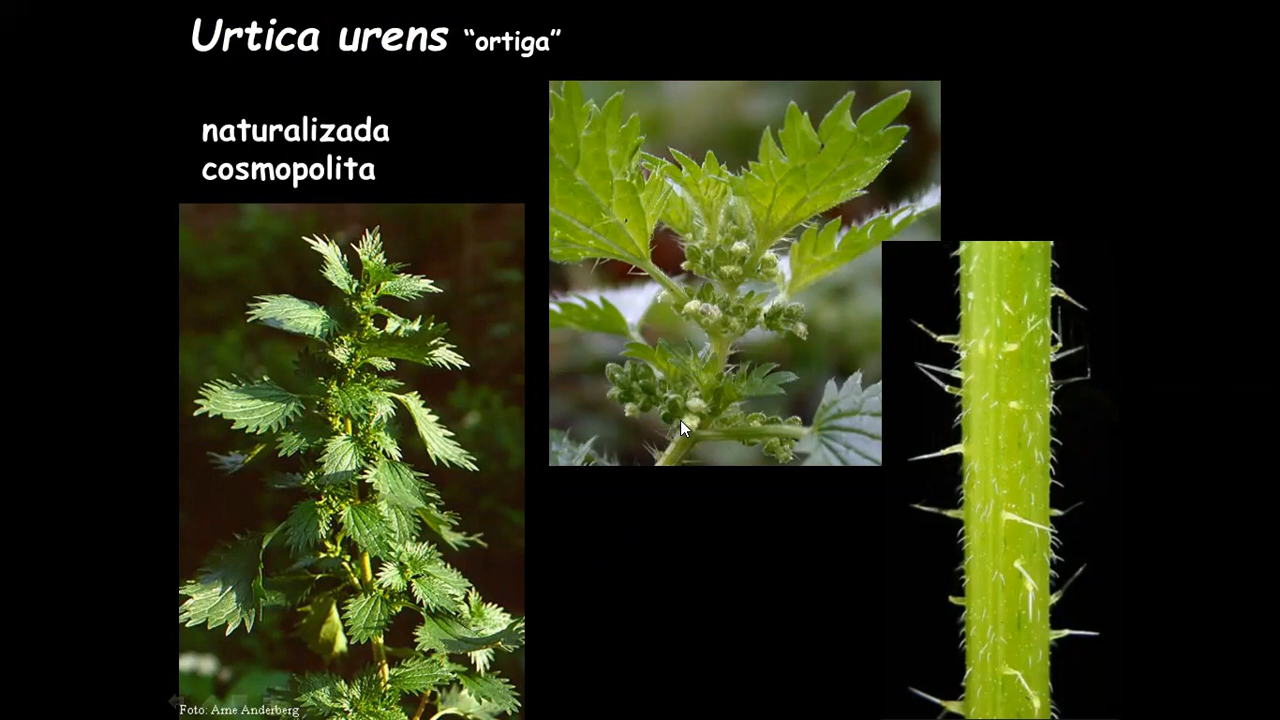 Urtica urens “ortiga”
naturalizada
cosmopolita
Foto: Arne Anderberg